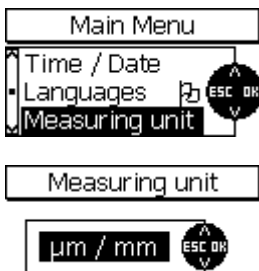 Main Menu
Time / Date
Languages
ESC OK
Measuring unit
Measuring unit
µm / mm
ESC OK